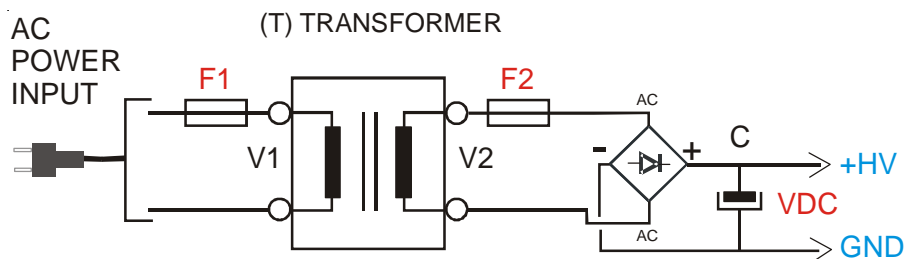 AC
POWER
INPUT
(T) TRANSFORMER
F1
F2
AC
V1
V2
-
+
C
+HV
VDC
AC
GND